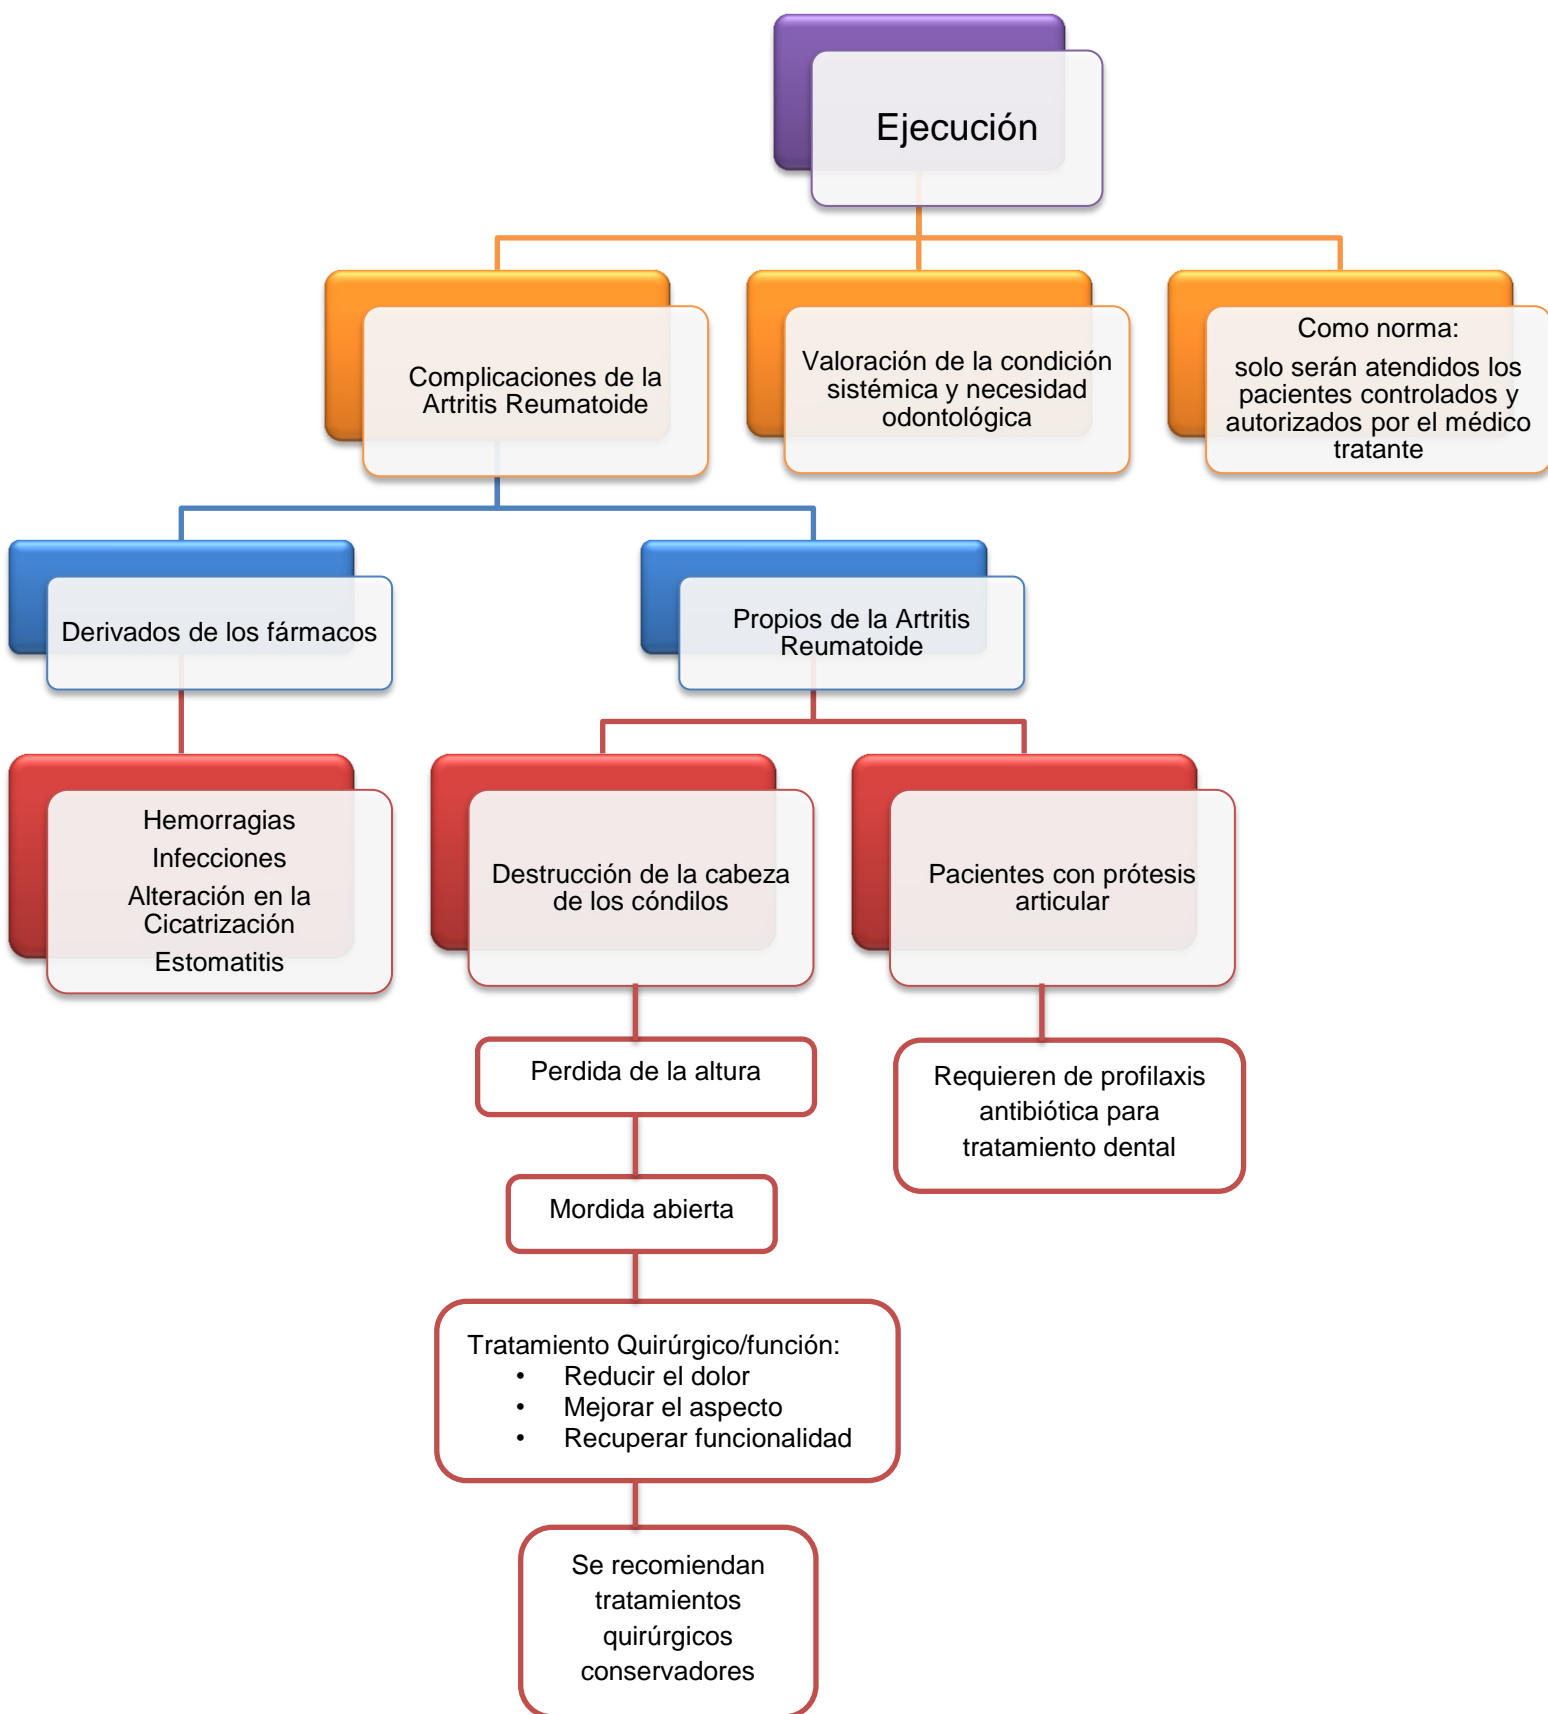 Ejecución
Complicaciones de la
Artritis Reumatoide
Valoración de la condición
sistémica y necesidad
odontológica
Como norma:
solo serán atendidos los
pacientes controlados y
autorizados por el médico
tratante
Derivados de los fármacos
Propios de la Artritis
Reumatoide
Hemorragias
Infecciones
Alteración en la
Cicatrización
Estomatitis
Destrucción de la cabeza
de los cóndilos
Pacientes con prótesis
articular
Perdida de la altura
Requieren de profilaxis
antibiótica para
tratamiento dental
Mordida abierta
Tratamiento Quirúrgico/función:
• Reducir el dolor
• Mejorar el aspecto
• Recuperar funcionalidad
Se recomiendan
tratamientos
quirúrgicos
conservadores